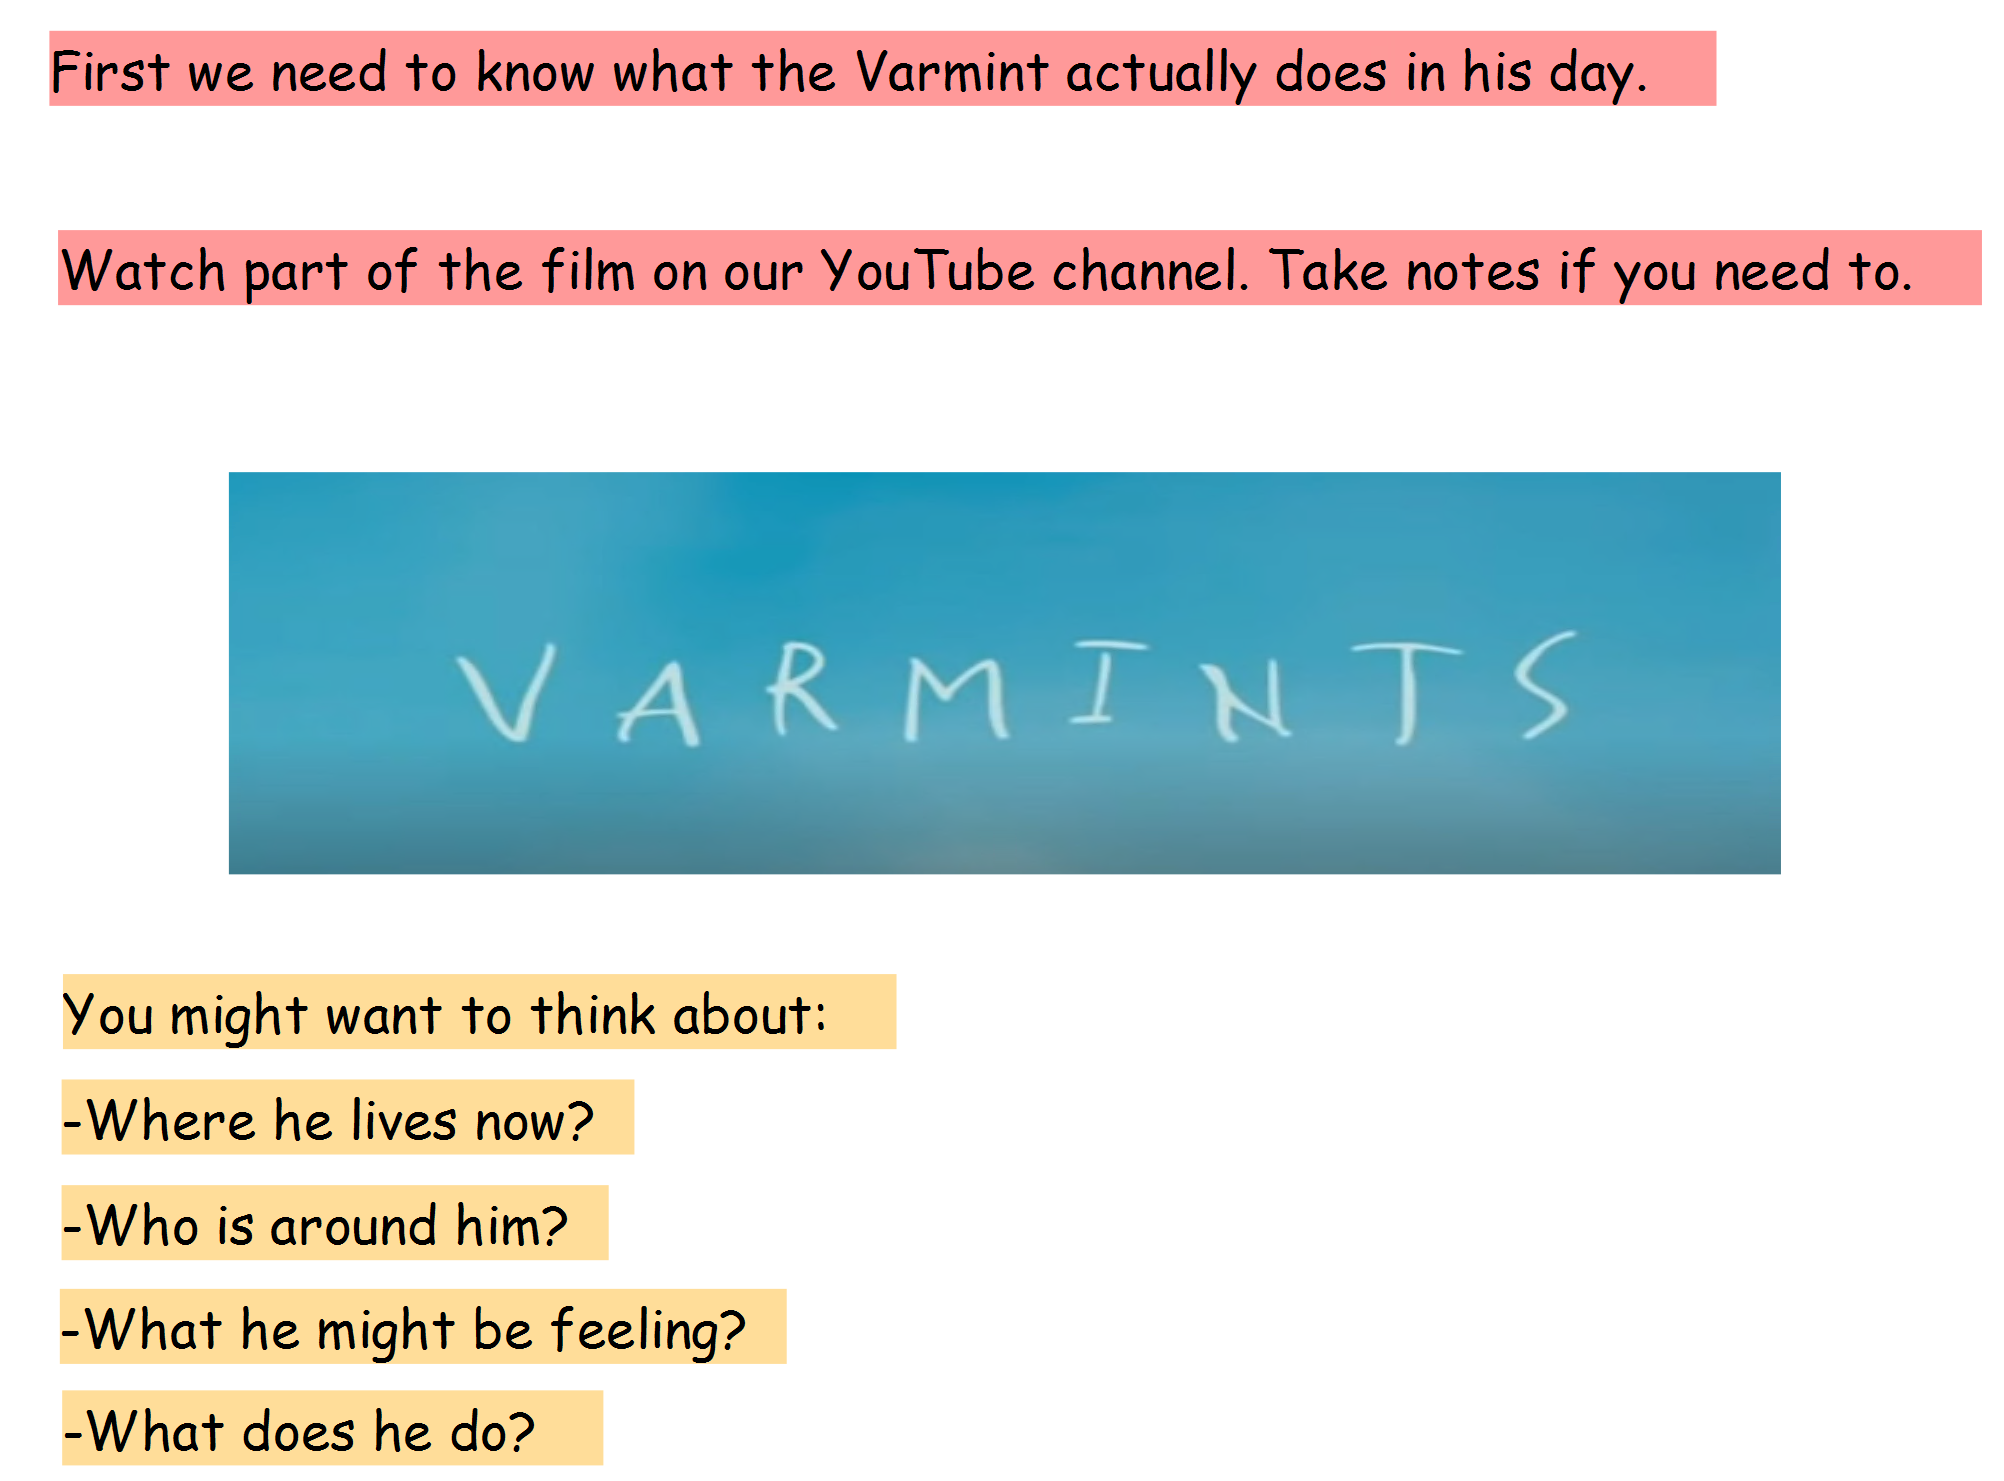 First we need to know what the Varmint actually does in his day.
Watch part of the film on our YouTube channel. Take notes if you need to.
VARMINTS
You might want to think about:
-Where he lives now?
-Who is around him?
-What he might be feeling?
-What does he do?